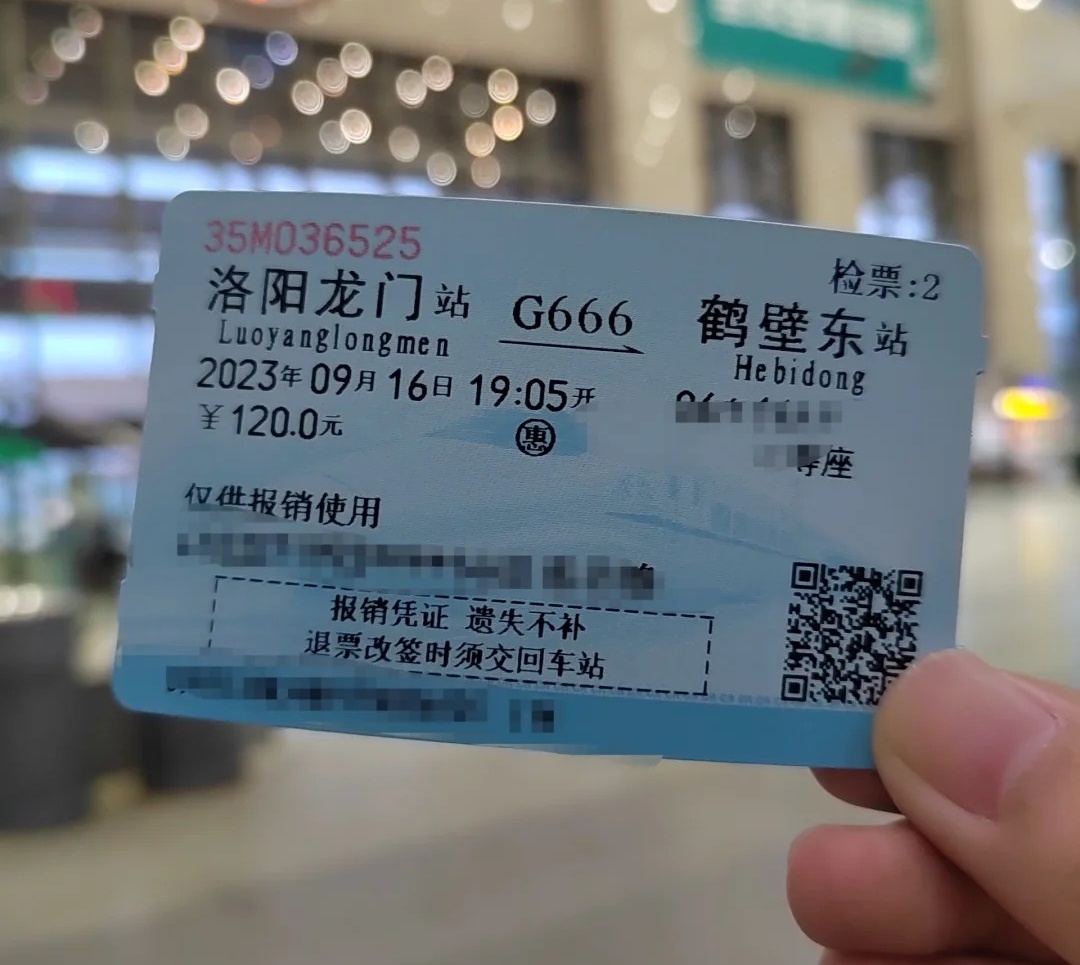 35M036525
检票:2
洛阳龙门站 G666 鹤壁东站
Luoyanglongmen Hebidong
2023年09月16日 19:05开
￥120.0元 惠
等座
仅供报销使用
报销凭证 遗失不补
退票改签时须交回车站